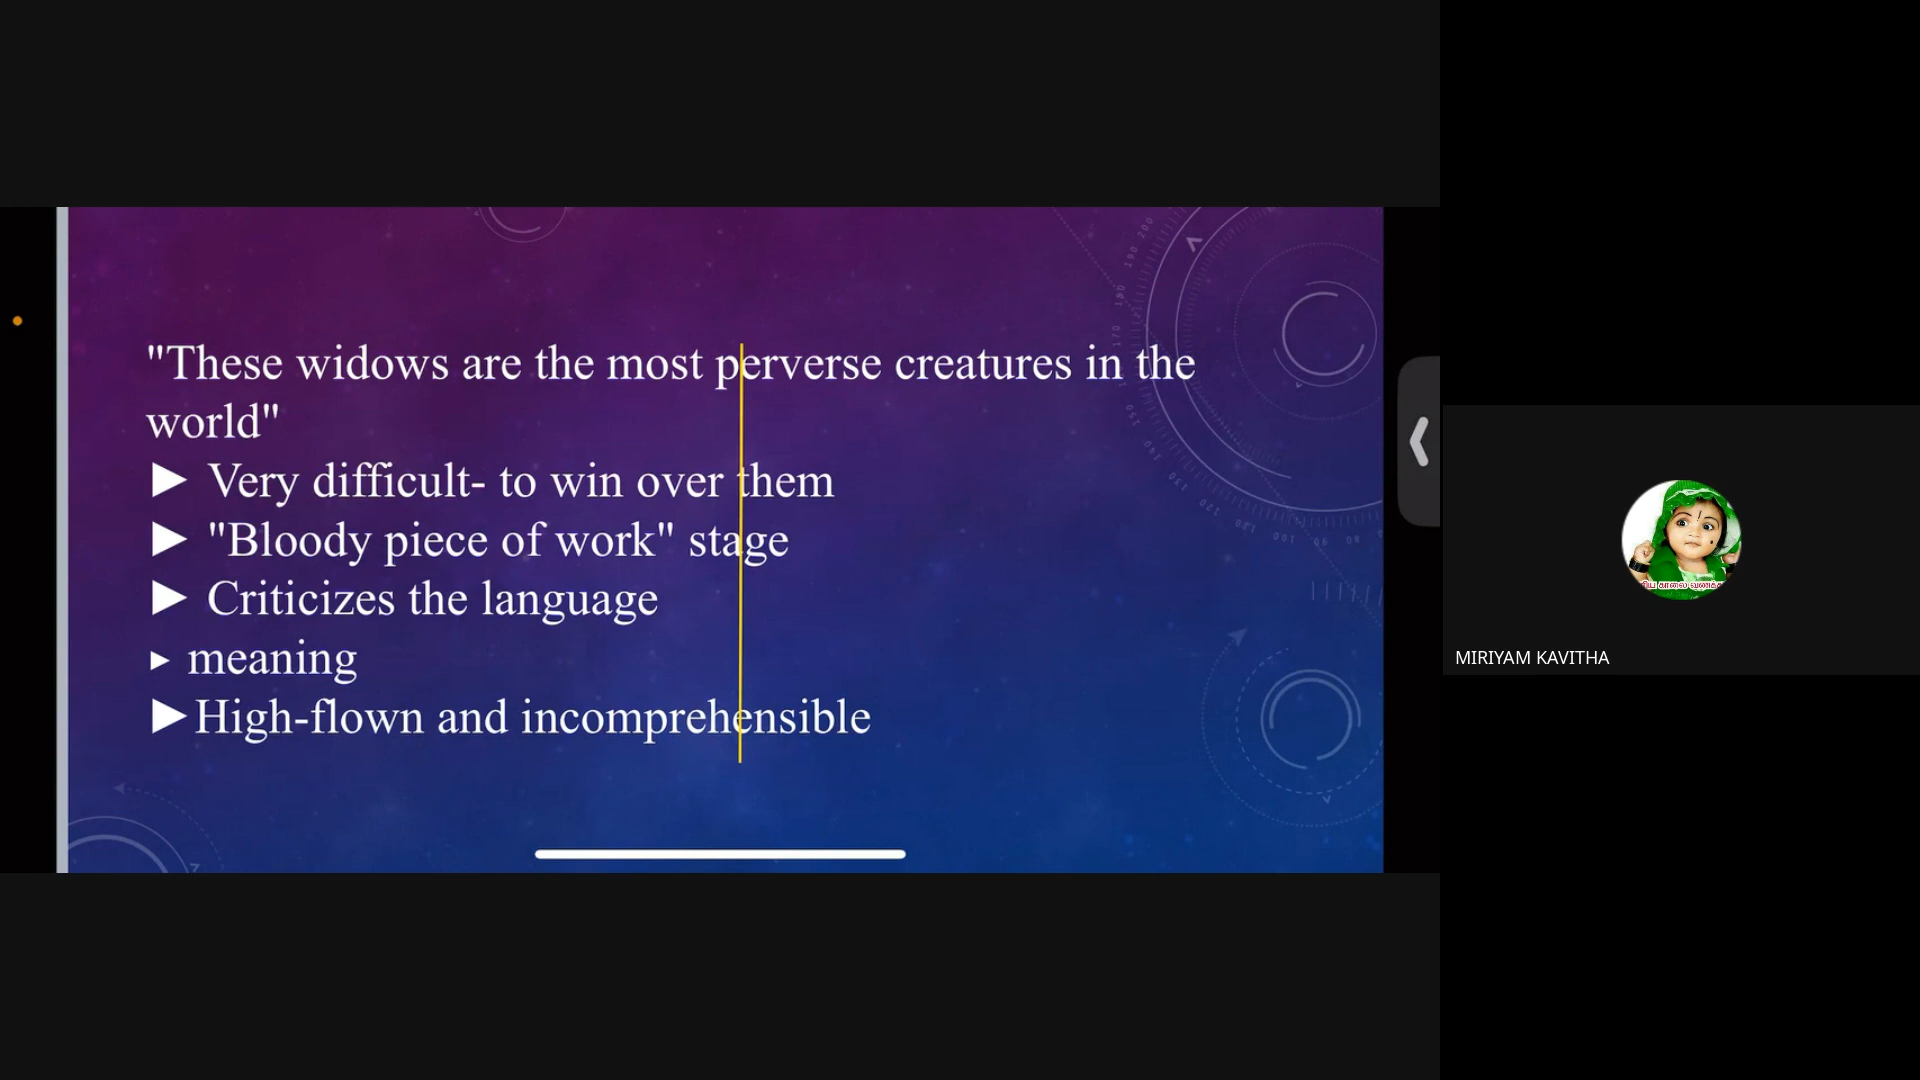 "These widows are the most perverse creatures in the
world"
► Very difficult- to win over them
► "Bloody piece of work" stage
► Criticizes the language
► meaning
►High-flown and incomprehensible
MIRIYAM KAVITHA